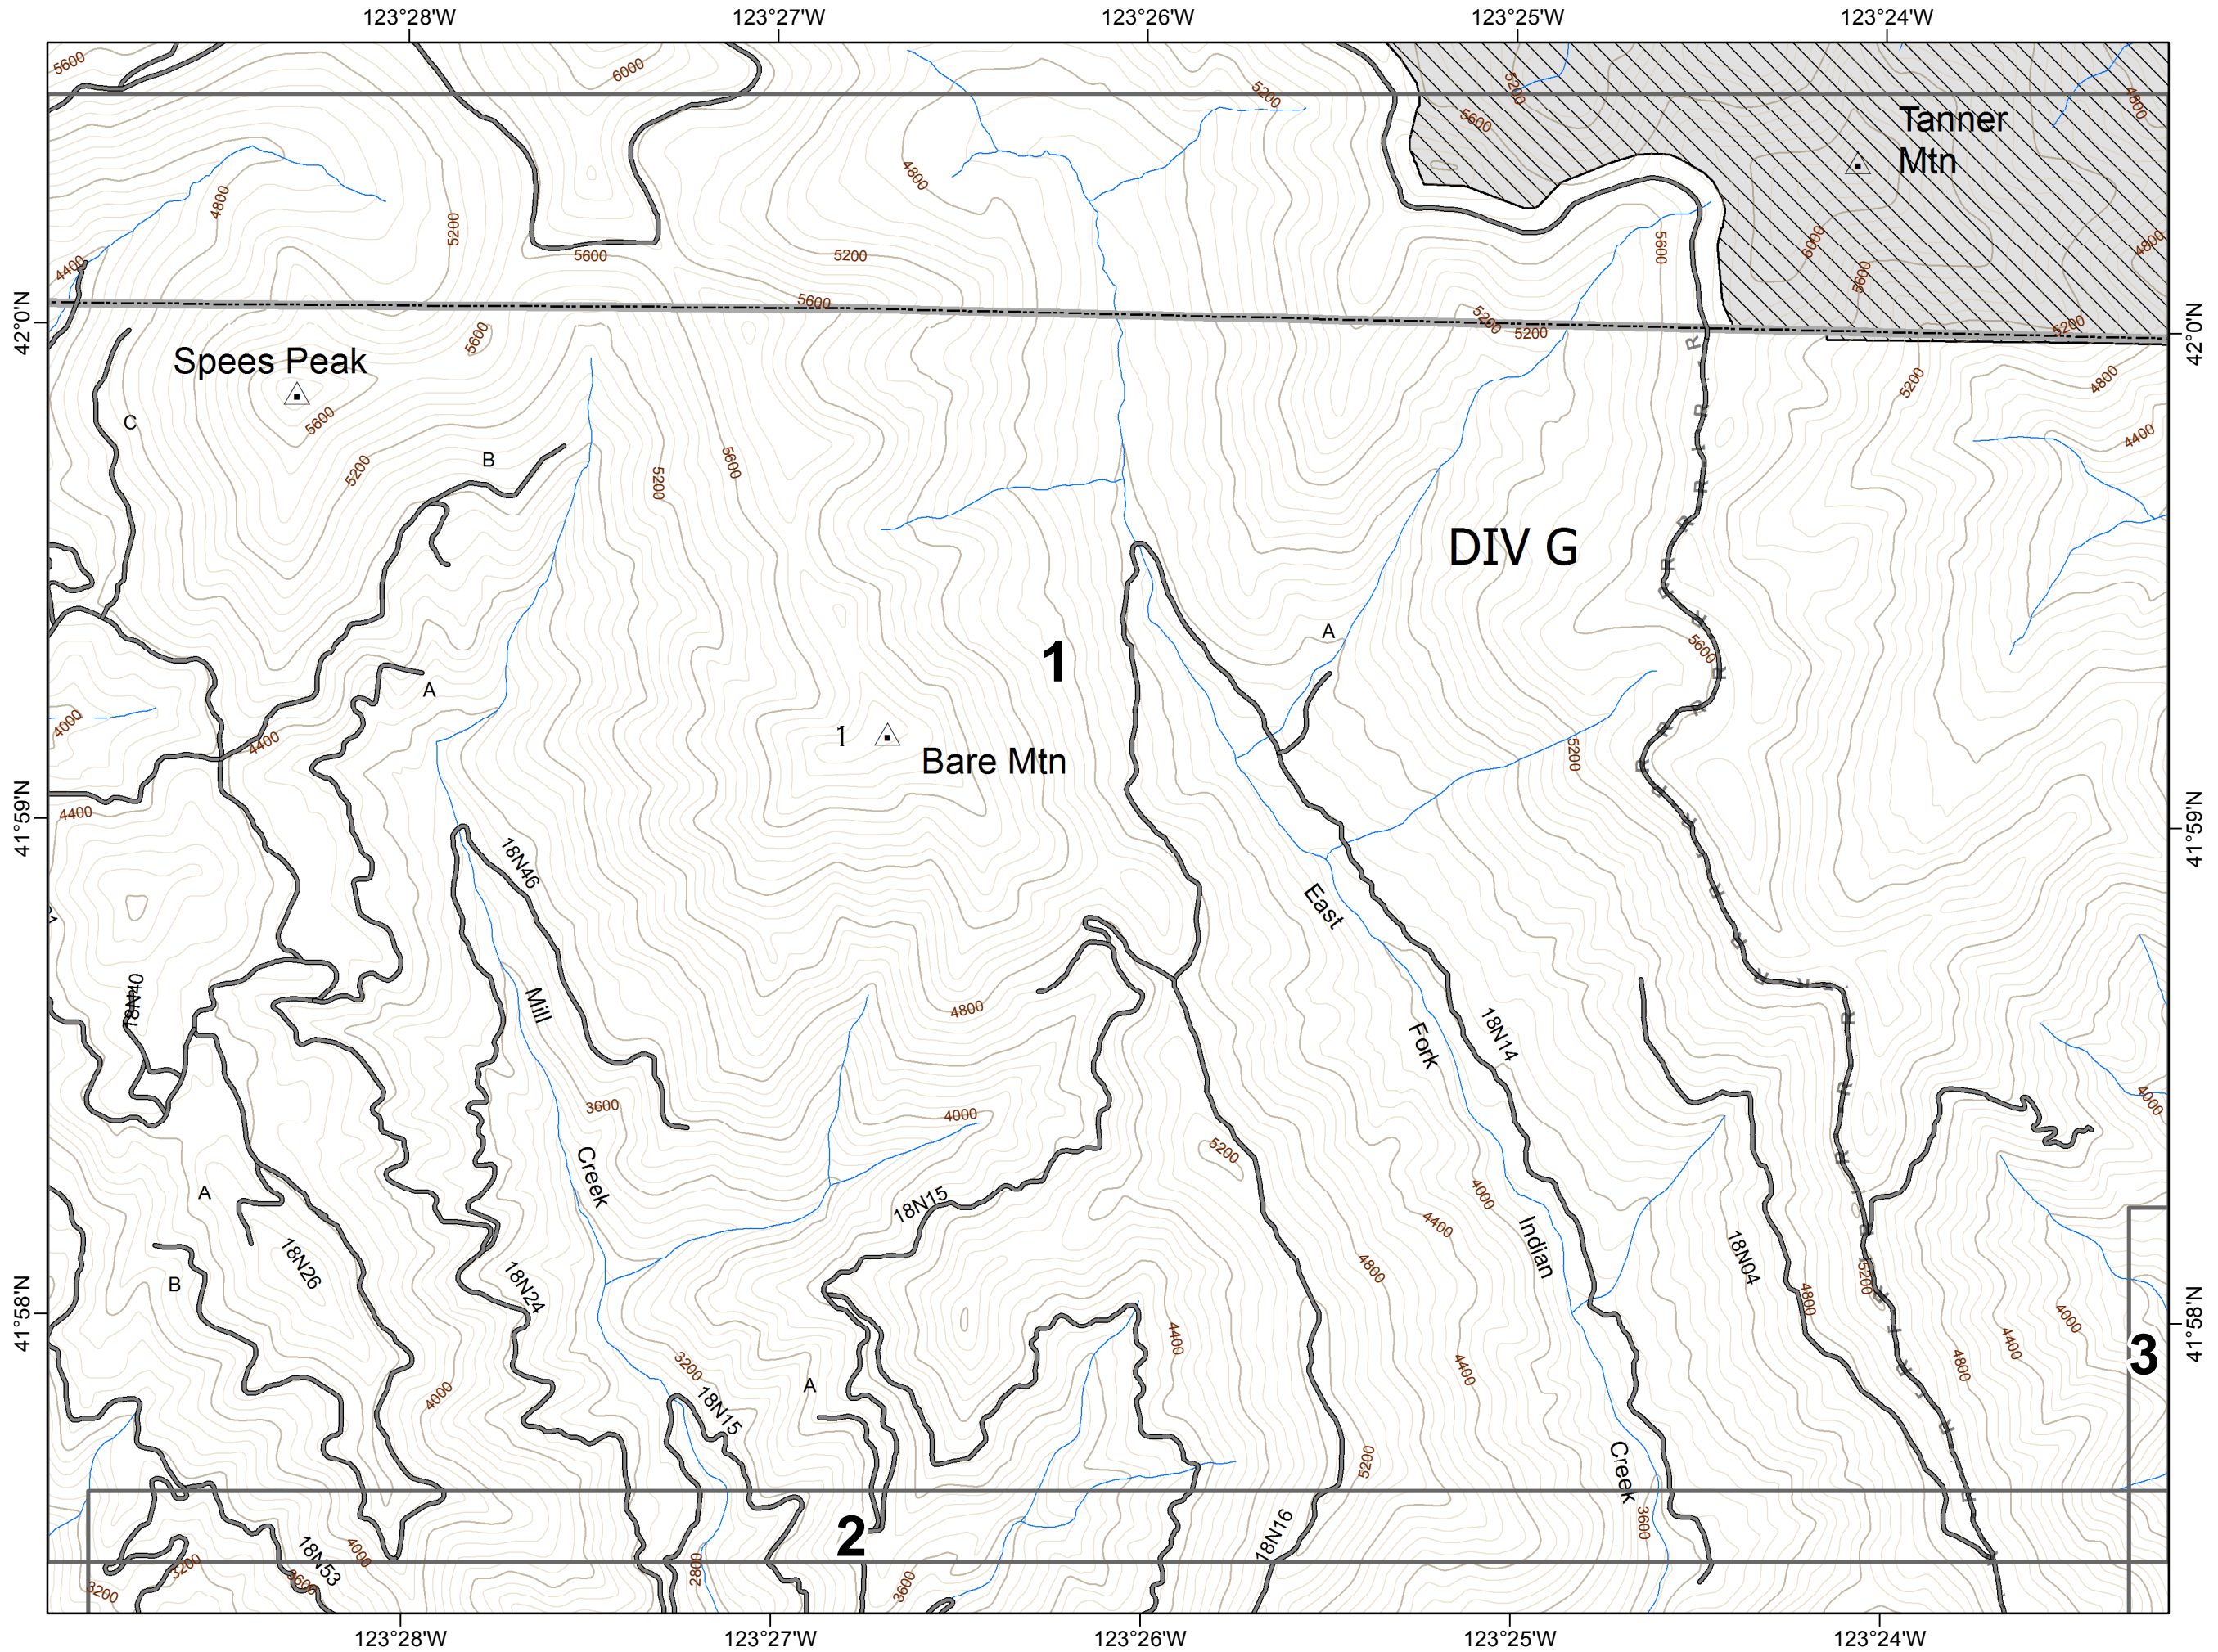 123°28'W
123°27'W
123°26'W
123°25'W
123°24'W
5600
6000
5200
5200
5600
4800
Tanner
Mtn
4800
4800
5200
5600
5200
5600
6000
4800
5600
4400
42°0'N
5600
5200
5200
5200
42°0'N
Spees Peak
5600
5600
5200
4800
C
B
5200
5200
5600
4400
DIV G
1
A
5600
A
4000
4400
1
Bare Mtn
5200
41°59'N
4400
41°59'N
18N46
East
18N40
Mill
4800
Fork
18N14
3600
4000
4000
Creek
5200
A
18N15
4000
4400
Indian
18N26
B
18N24
4800
18N04
5200
4800
4000
41°58'N
41°58'N
4400
4400
4800
4400
3
3200
A
18N15
4000
5200
Creek
3600
18N16
2
18N53
4000
3200
3600
3200
2800
3600
R R R R R R R R R R R R R R R R
123°28'W
123°27'W
123°26'W
123°25'W
123°24'W